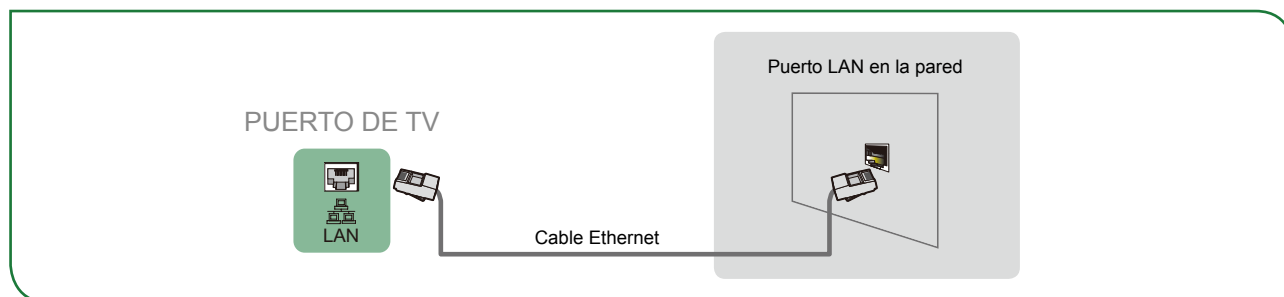 Puerto LAN en la pared
PUERTO DE TV
LAN
Cable Ethernet